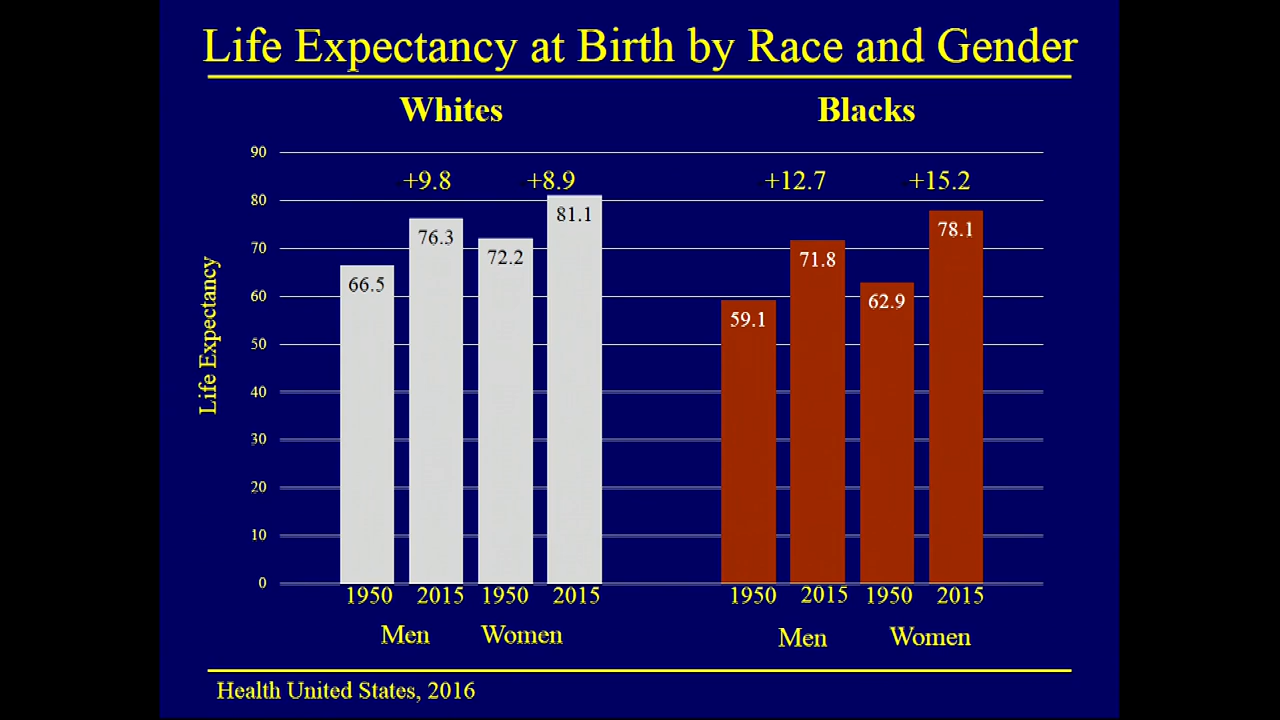 Life Expectancy at Birth by Race and Gender
Whites
Blacks
Life Expectancy
90
80
70
60
50
40
30
20
10
0
+9.8
+8.9
+12.7
+15.2
66.5
76.3
72.2
81.1
59.1
71.8
62.9
78.1
1950 2015 1950 2015
1950 2015 1950 2015
Men Women
Men Women
Health United States, 2016